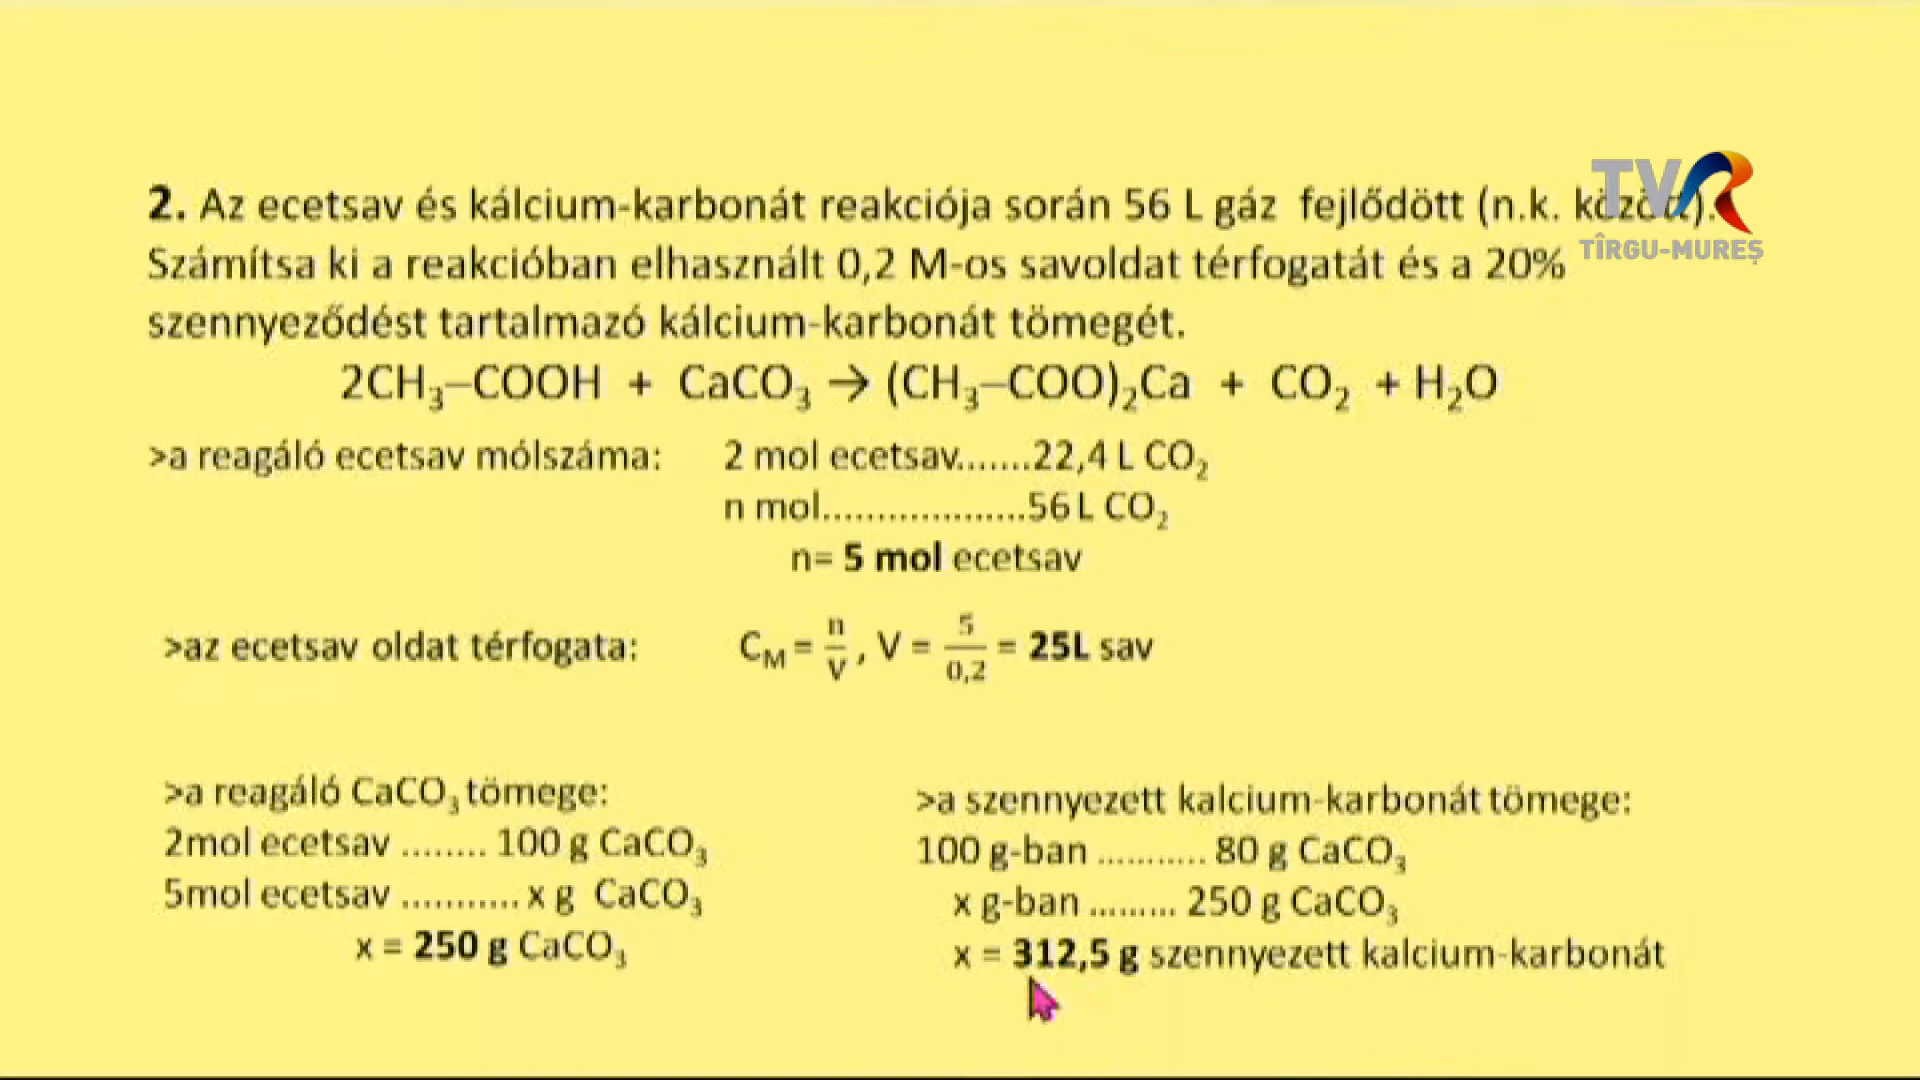 2. Az ecetsav és kálcium-karbonát reakciója során 56 L gáz fejlődött (n.k. között).
Számítsa ki a reakcióban elhasznált 0,2 M-os savoldat térfogatát és a 20%
szennyeződést tartalmazó kálcium-karbonát tömegét.
2CH₃–COOH + CaCO₃ → (CH₃–COO)₂Ca + CO₂ + H₂O
>a reagáló ecetsav mólszáma: 2 mol ecetsav.......22,4 L CO₂
n mol...................56 L CO₂
n= 5 mol ecetsav
>az ecetsav oldat térfogata: C_M = n/V , V = 5/0,2 = 25L sav
>a reagáló CaCO₃ tömege:
2mol ecetsav ........ 100 g CaCO₃
5mol ecetsav ........... x g CaCO₃
x = 250 g CaCO₃
>a szennyezett kalcium-karbonát tömege:
100 g-ban ........... 80 g CaCO₃
x g-ban ......... 250 g CaCO₃
x = 312,5 g szennyezett kalcium-karbonát
TVR
TÎRGU-MUREȘ